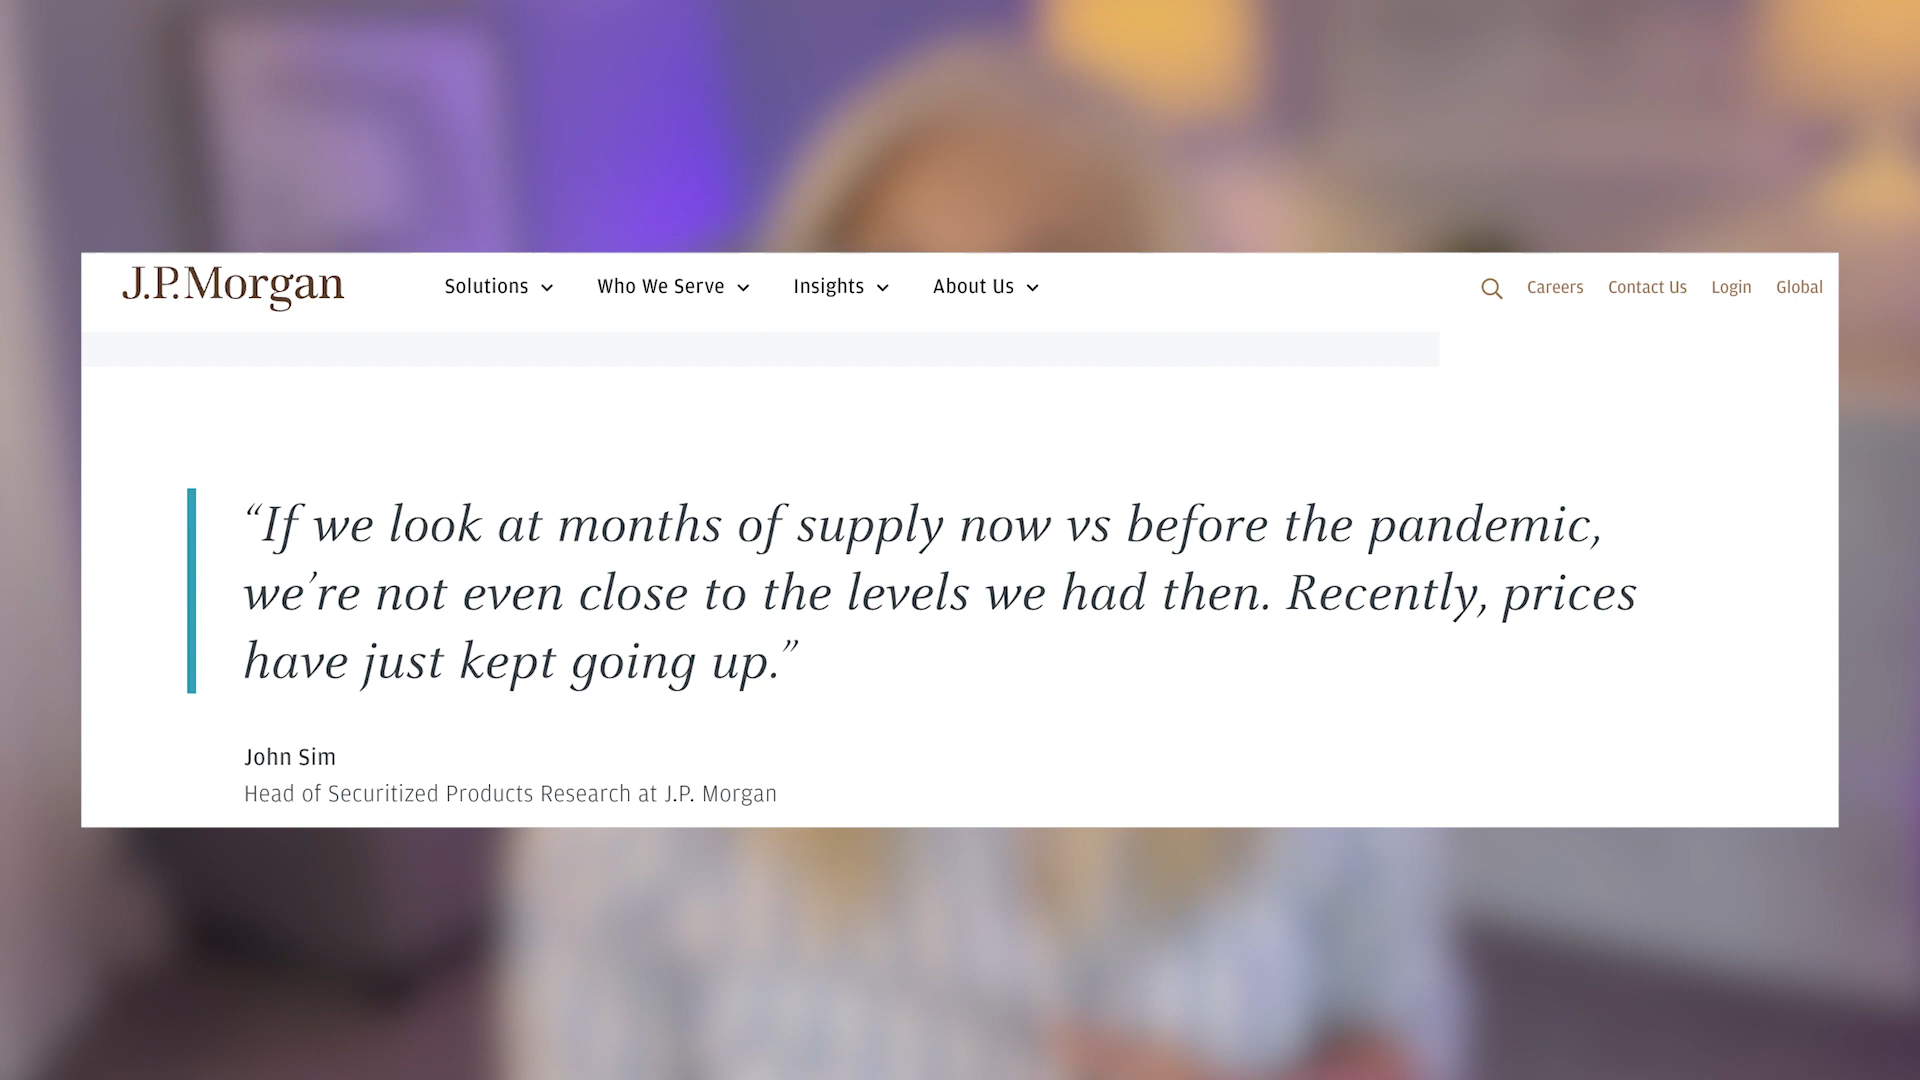 J.P.Morgan
Solutions
Who We Serve
Insights
About Us
Careers
Contact Us
Login
Global
“If we look at months of supply now vs before the pandemic,
we’re not even close to the levels we had then. Recently, prices
have just kept going up.”
John Sim
Head of Securitized Products Research at J.P. Morgan